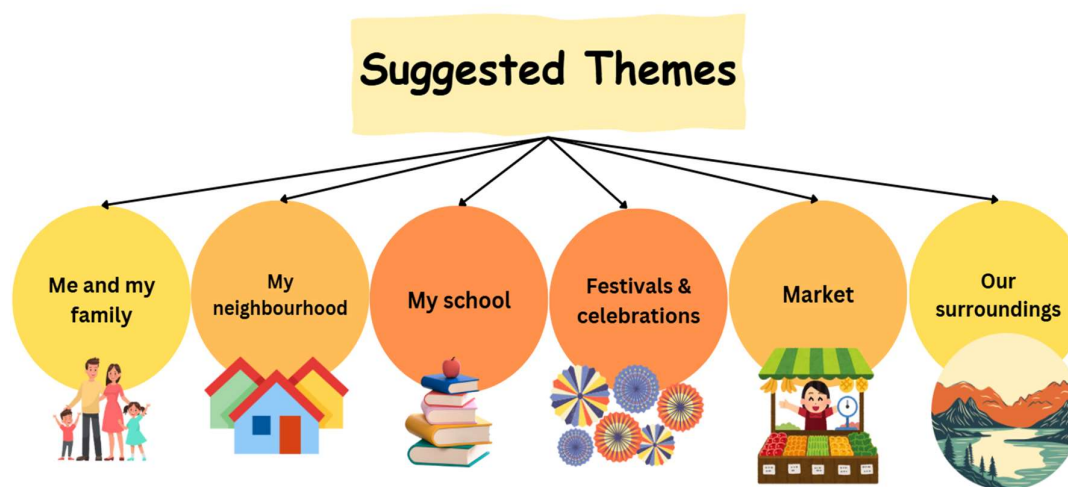 Suggested Themes
Me and my
family
My
neighbourhood
My school
Festivals &
celebrations
Market
Our
surroundings